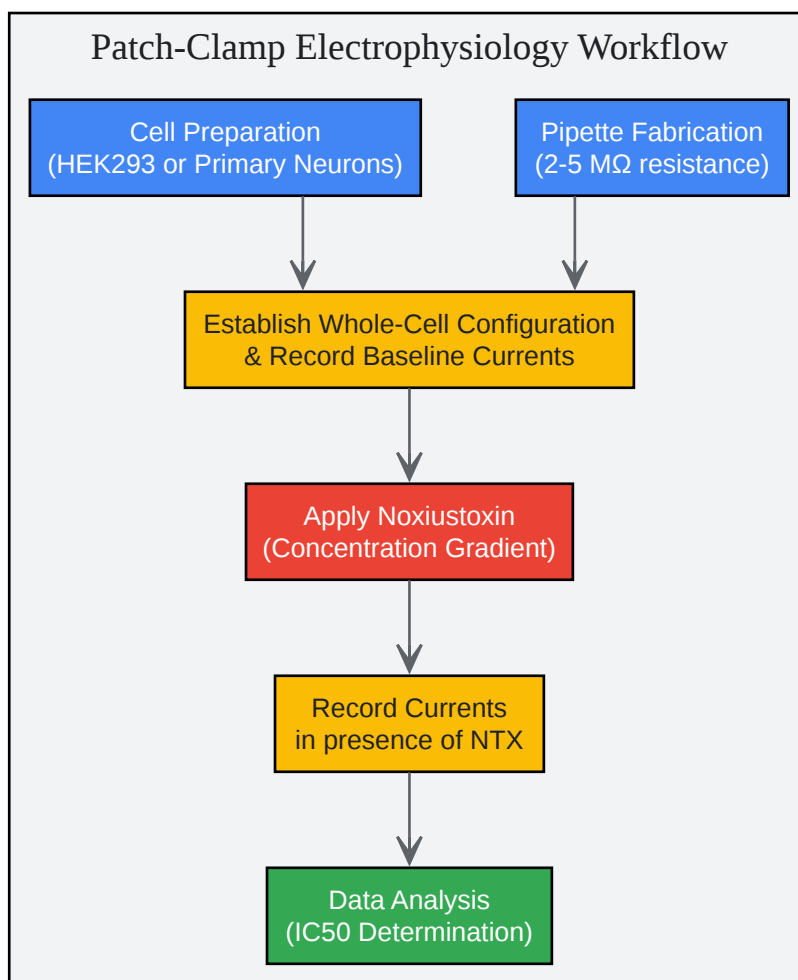 Patch-Clamp Electrophysiology Workflow
Cell Preparation
(HEK293 or Primary Neurons)
Pipette Fabrication
(2-5 MΩ resistance)
Establish Whole-Cell Configuration
& Record Baseline Currents
Apply Noxiustoxin
(Concentration Gradient)
Record Currents
in presence of NTX
Data Analysis
(IC50 Determination)